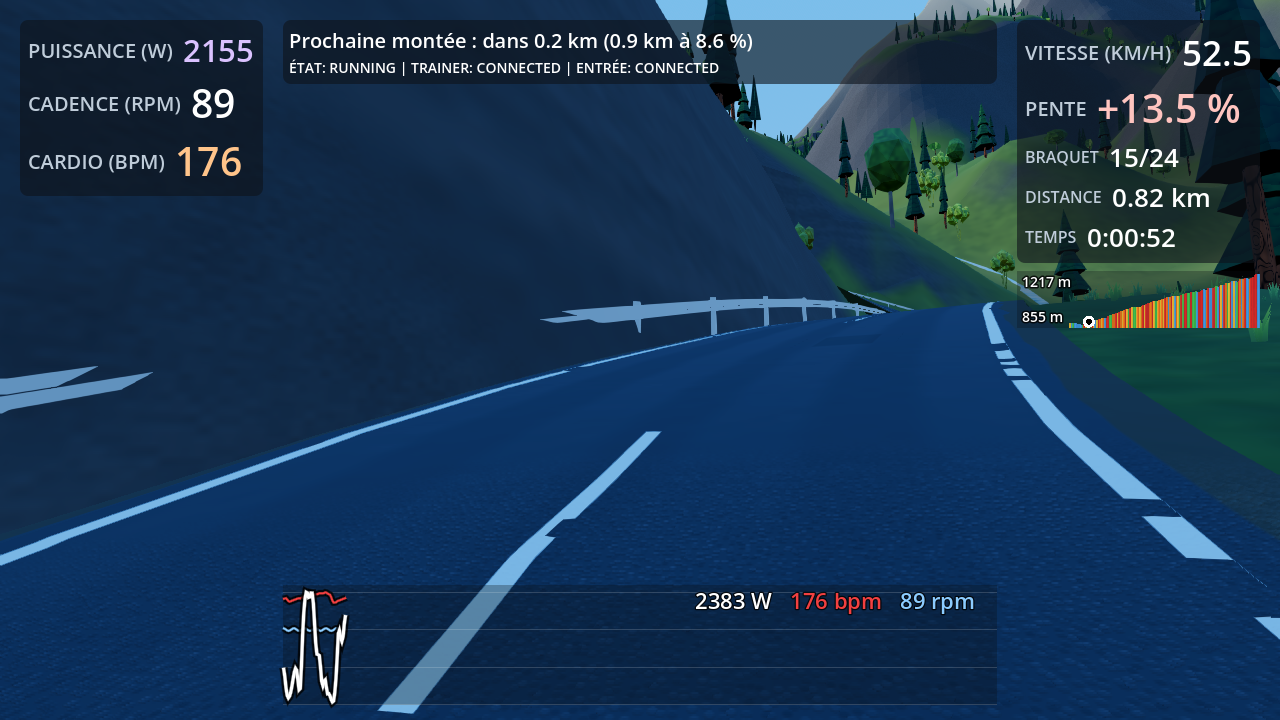 PUISSANCE (W) 2155
CADENCE (RPM) 89
CARDIO (BPM) 176
Prochaine montée : dans 0.2 km (0.9 km à 8.6 %)
ÉTAT: RUNNING | TRAINER: CONNECTED | ENTRÉE: CONNECTED
VITESSE (KM/H) 52.5
PENTE +13.5 %
BRAQUET 15/24
DISTANCE 0.82 km
TEMPS 0:00:52
1217 m
855 m
2383 W 176 bpm 89 rpm